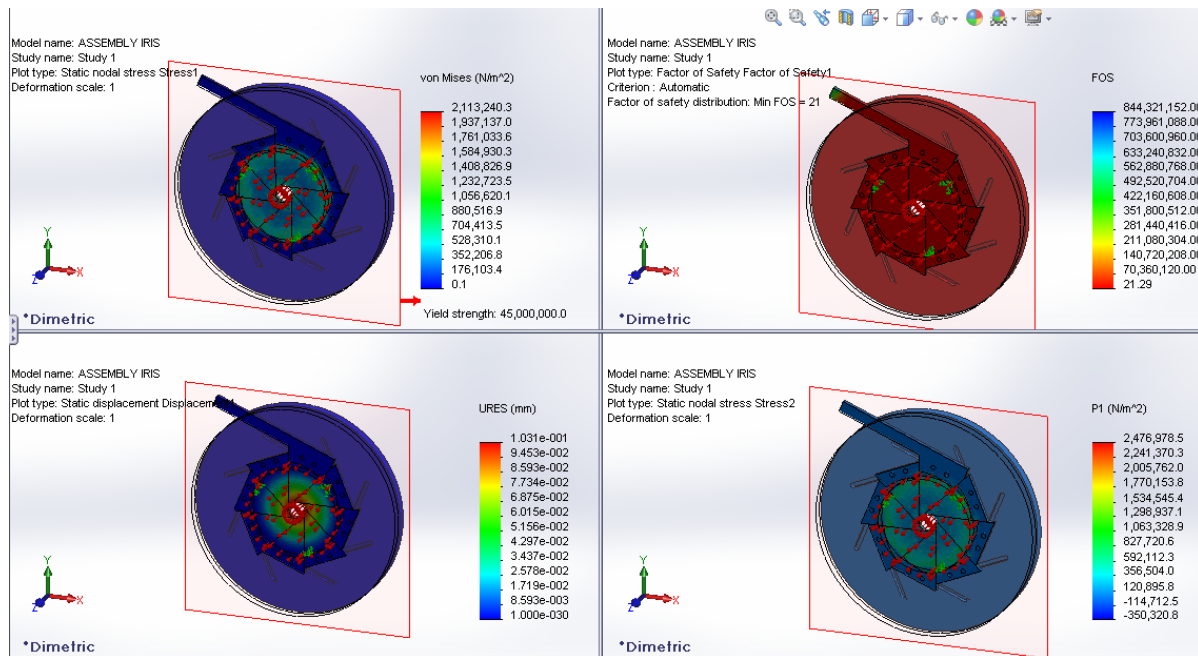 Model name: ASSEMBLY IRIS
Study name: Study 1
Plot type: Static nodal stress Stress1
Deformation scale: 1
von Mises (N/m^2)
2,113,240.3
1,937,137.0
1,761,033.6
1,584,930.3
1,408,826.9
1,232,723.5
1,056,620.1
880,516.9
704,413.5
528,310.1
352,206.8
176,103.4
0.1
Yield strength: 45,000,000.0
Y
X
Z
*Dimetric
Model name: ASSEMBLY IRIS
Study name: Study 1
Plot type: Factor of Safety Factor of Safety1
Criterion : Automatic
Factor of safety distribution: Min FOS = 21
FOS
844,321,152.00
773,961,088.00
703,600,960.00
633,240,832.00
562,880,768.00
492,520,704.00
422,160,608.00
351,800,512.00
281,440,416.00
211,080,304.00
140,720,208.00
70,360,120.00
21.29
Y
X
Z
*Dimetric
Model name: ASSEMBLY IRIS
Study name: Study 1
Plot type: Static displacement
Deformation scale: 1
URES (mm)
1.031e-001
9.453e-002
8.593e-002
7.734e-002
6.875e-002
6.015e-002
5.156e-002
4.297e-002
3.437e-002
2.578e-002
1.719e-002
8.593e-003
1.000e-030
Y
X
Z
*Dimetric
Model name: ASSEMBLY IRIS
Study name: Study 1
Plot type: Static nodal stress Stress2
Deformation scale: 1
P1 (N/m^2)
2,476,978.5
2,241,370.3
2,005,762.0
1,770,153.8
1,534,545.4
1,298,937.1
1,063,328.9
827,720.6
592,112.3
356,504.0
120,895.8
-114,712.5
-350,320.8
Y
X
Z
*Dimetric